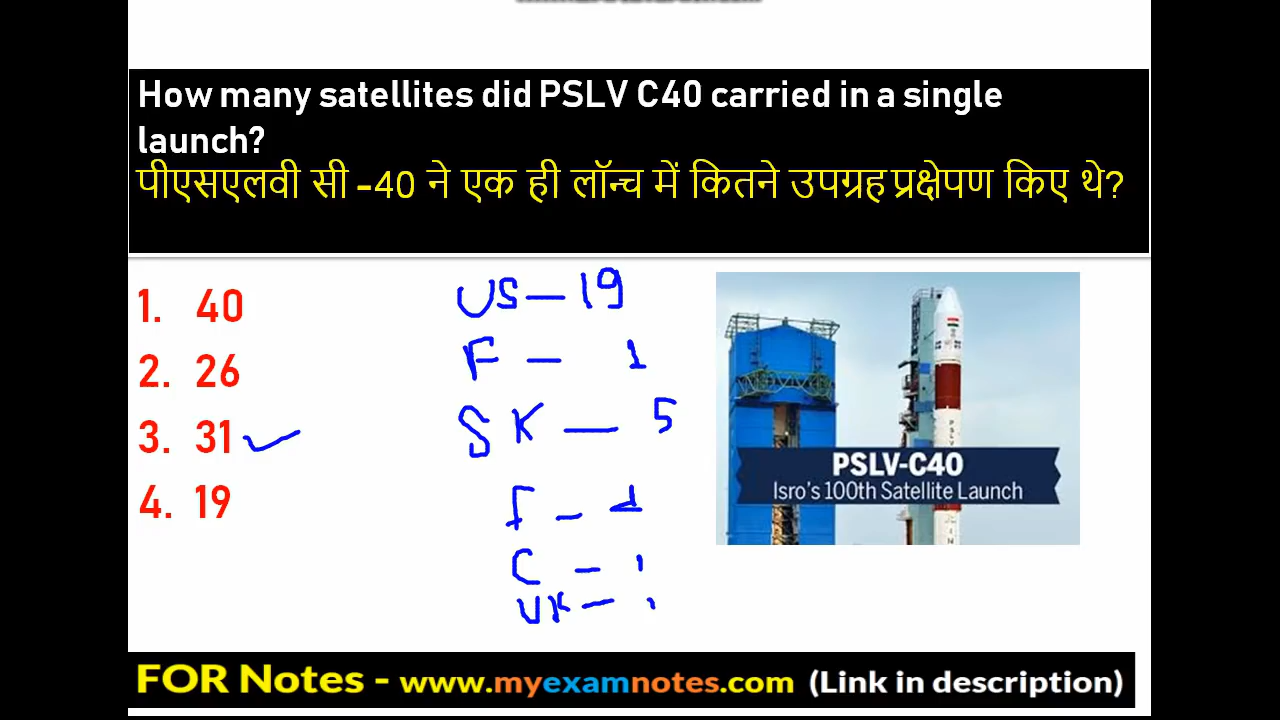 How many satellites did PSLV C40 carried in a single
launch?
पीएसएलवी सी -40 ने एक ही लॉन्च में कितने उपग्रह प्रक्षेपण किए थे?
1. 40
2. 26
3. 31
4. 19
US — 19
F — 1
SK — 5
F - 1
C - 1
UK - 1
PSLV-C40
Isro's 100th Satellite Launch
FOR Notes - www.myexamnotes.com (Link in description)